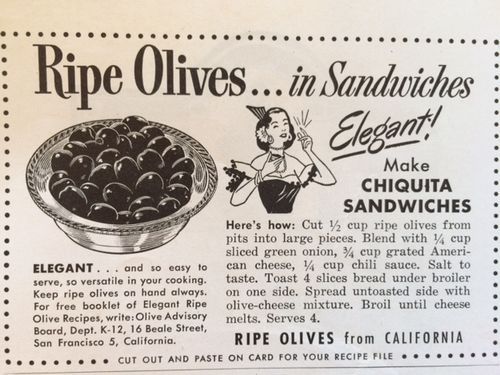 Ripe Olives... in Sandwiches
Elegant!
Make
CHIQUITA
SANDWICHES
Here's how: Cut ½ cup ripe olives from
pits into large pieces. Blend with ¼ cup
sliced green onion, ¾ cup grated Ameri-
can cheese, ¼ cup chili sauce. Salt to
taste. Toast 4 slices bread under broiler
on one side. Spread untoasted side with
olive-cheese mixture. Broil until cheese
melts. Serves 4.
ELEGANT... and so easy to
serve, so versatile in your cooking.
Keep ripe olives on hand always.
For free booklet of Elegant Ripe
Olive Recipes, write: Olive Advisory
Board, Dept. K-12, 16 Beale Street,
San Francisco 5, California.
RIPE OLIVES from CALIFORNIA
CUT OUT AND PASTE ON CARD FOR YOUR RECIPE FILE